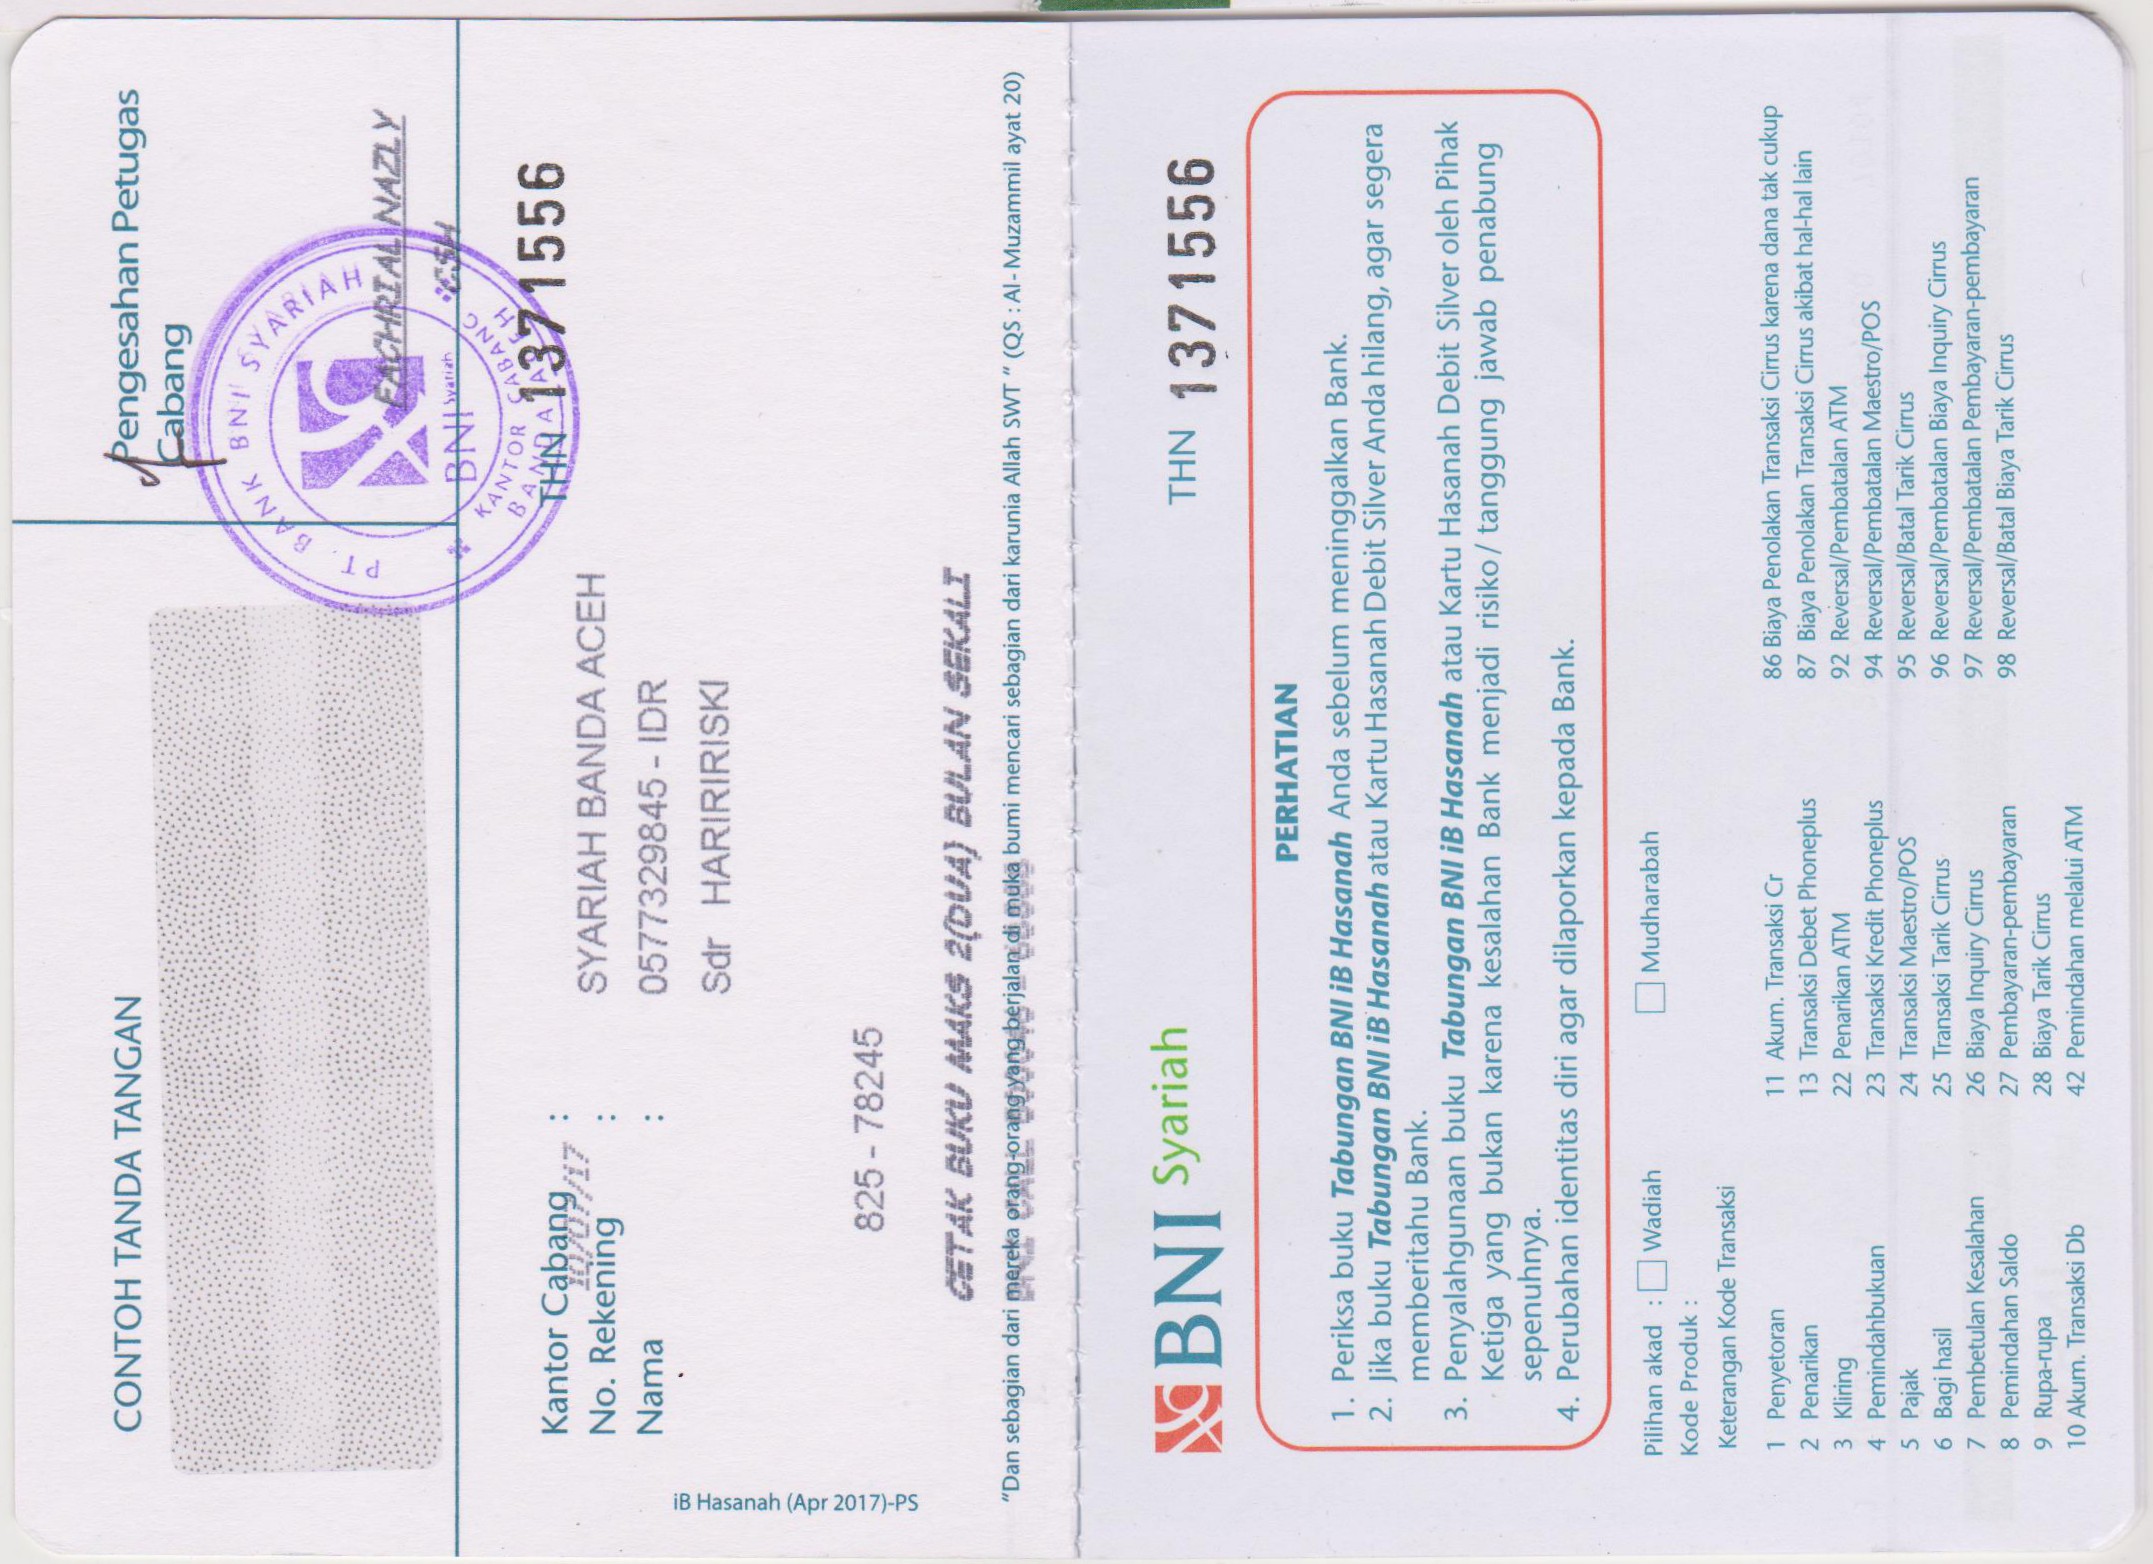 CONTOH TANDA TANGAN
Pengesahan Petugas
Cabang
PT. BANK BNI SYARIAH
BNI Syariah
KANTOR CABANG
BANDA ACEH
FACHRIALNAZLY
CSH
THN 1371556
Kantor Cabang : SYARIAH BANDA ACEH
10/07/17
No. Rekening : 0577329845 - IDR
Nama : Sdr HARIRIRISKI
iB Hasanah (Apr 2017)-PS
825 - 78245
CETAK BUKU MAKS 2(DUA) BULAN SEKALI
"Dan sebagian dari mereka orang-orang yang berjalan di muka bumi mencari sebagian dari karunia Allah SWT " (QS : Al - Muzammil ayat 20)
BNI Syariah THN 1371556
PERHATIAN
1. Periksa buku Tabungan BNI iB Hasanah Anda sebelum meninggalkan Bank.
2. Jika buku Tabungan BNI iB Hasanah atau Kartu Hasanah Debit Silver Anda hilang, agar segera
memberitahu Bank.
3. Penyalahgunaan buku Tabungan BNI iB Hasanah atau Kartu Hasanah Debit Silver oleh Pihak
Ketiga yang bukan karena kesalahan Bank menjadi risiko / tanggung jawab penabung
sepenuhnya.
4. Perubahan identitas diri agar dilaporkan kepada Bank.
Pilihan akad : Wadiah Mudharabah
Kode Produk :
Keterangan Kode Transaksi
1 Penyetoran
2 Penarikan
3 Kliring
4 Pemindahbukuan
5 Pajak
6 Bagi hasil
7 Pembetulan Kesalahan
8 Pemindahan Saldo
9 Rupa-rupa
10 Akum. Transaksi Db
11 Akum. Transaksi Cr
13 Transaksi Debet Phoneplus
22 Penarikan ATM
23 Transaksi Kredit Phoneplus
24 Transaksi Maestro/POS
25 Transaksi Tarik Cirrus
26 Biaya Inquiry Cirrus
27 Pembayaran-pembayaran
28 Biaya Tarik Cirrus
42 Pemindahan melalui ATM
86 Biaya Penolakan Transaksi Cirrus karena dana tak cukup
87 Biaya Penolakan Transaksi Cirrus akibat hal-hal lain
92 Reversal/Pembatalan ATM
94 Reversal/Pembatalan Maestro/POS
95 Reversal/Batal Tarik Cirrus
96 Reversal/Pembatalan Biaya Inquiry Cirrus
97 Reversal/Pembatalan Pembayaran-pembayaran
98 Reversal/Batal Biaya Tarik Cirrus